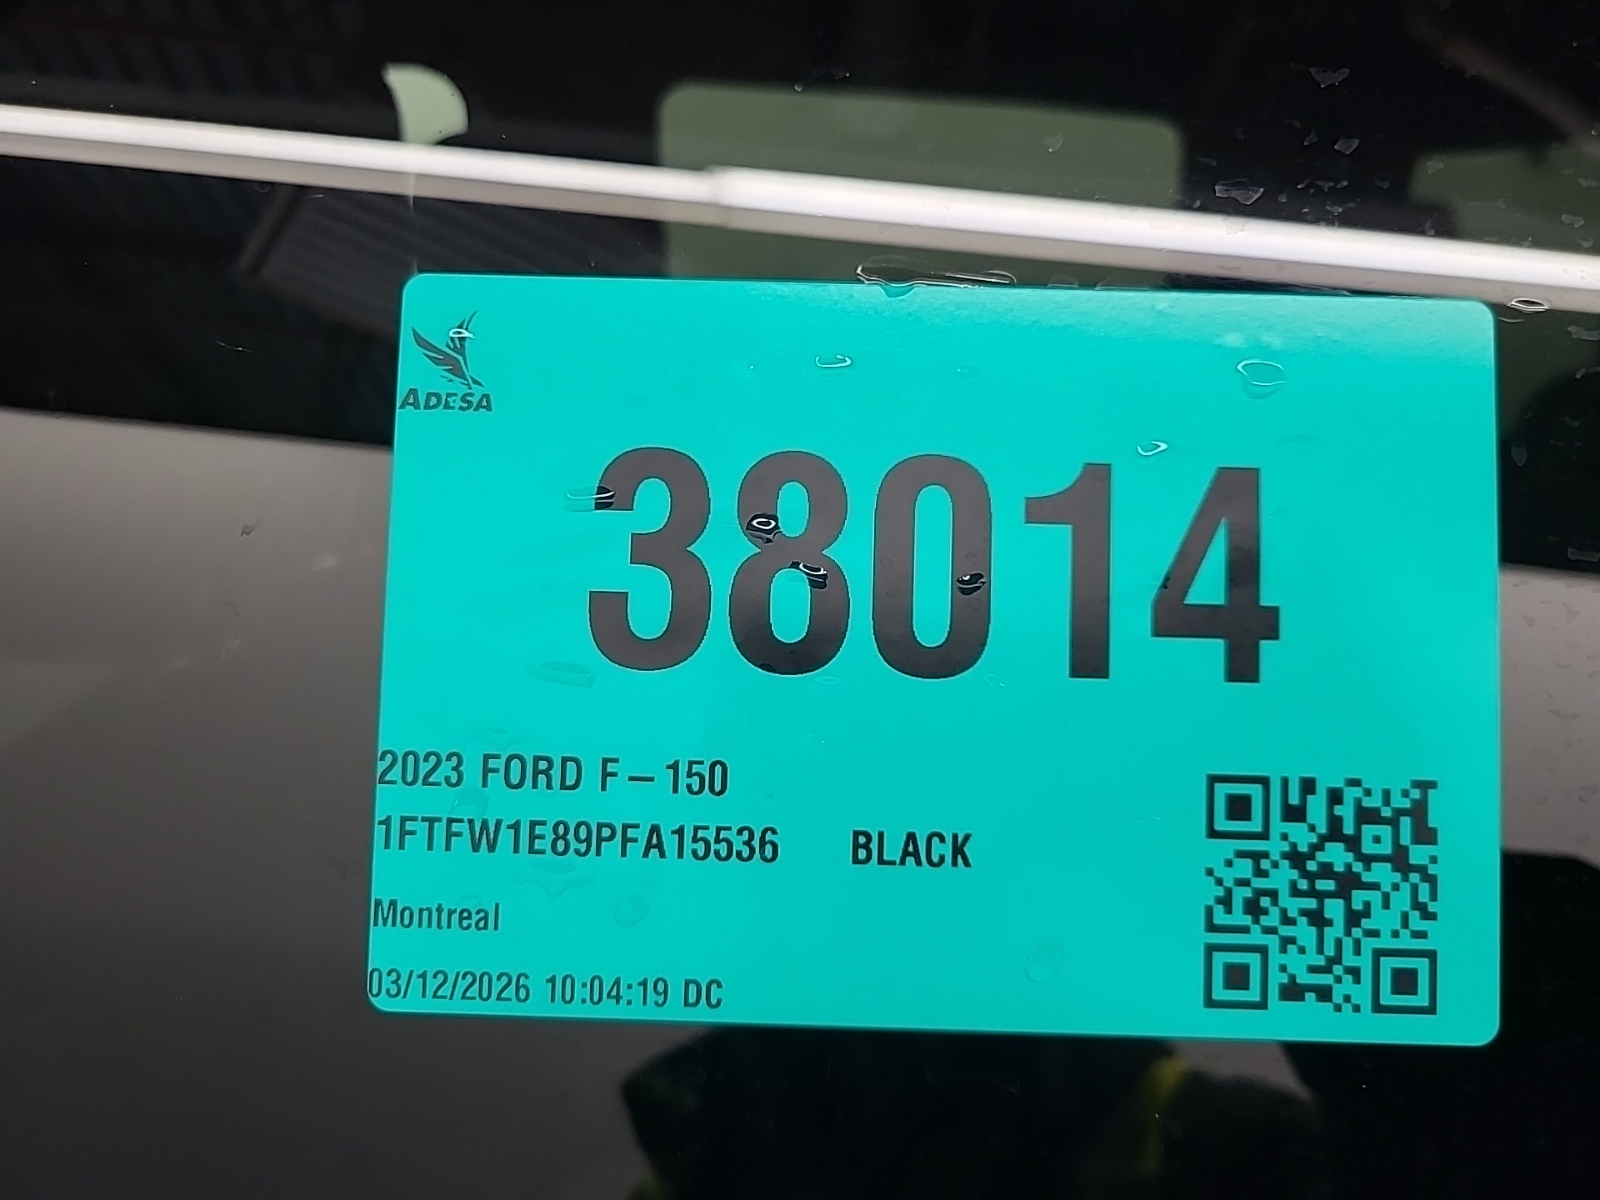 ADESA
38014
2023 FORD F-150
1FTFW1E89PFA15536 BLACK
Montreal
03/12/2026 10:04:19 DC